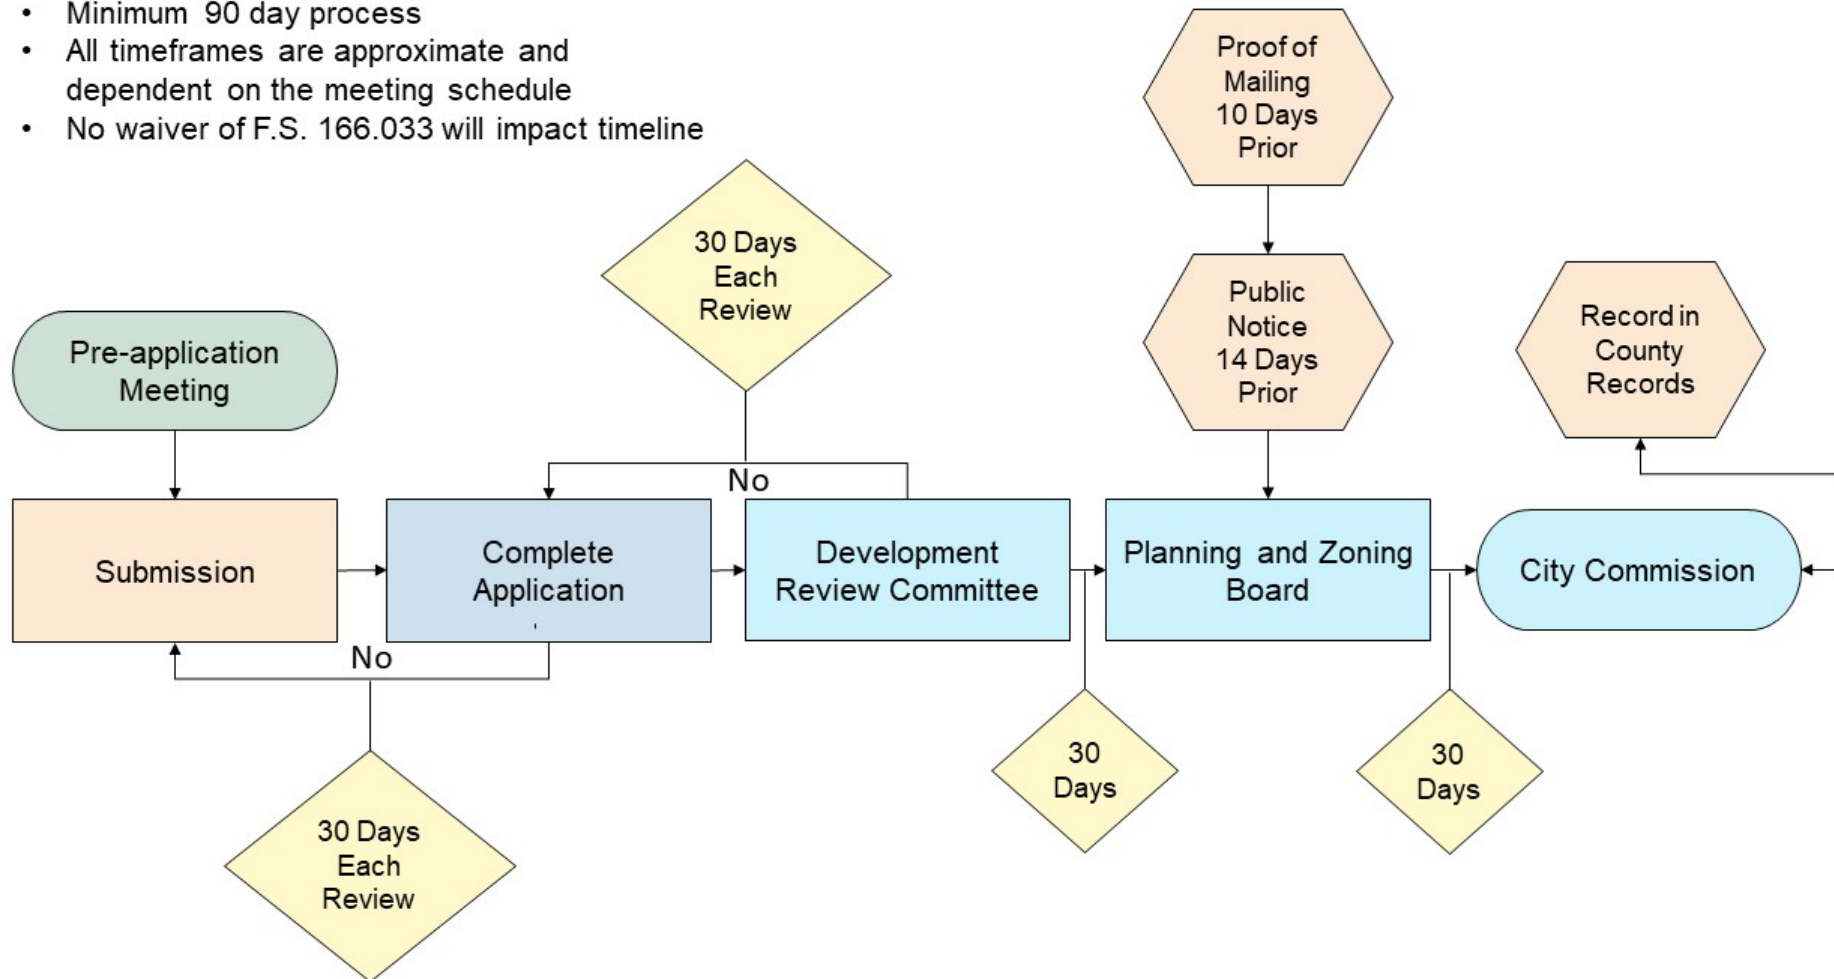 • Minimum 90 day process
• All timeframes are approximate and
dependent on the meeting schedule
• No waiver of F.S. 166.033 will impact timeline
Proof of
Mailing
10 Days
Prior
30 Days
Each
Review
Public
Notice
14 Days
Prior
Record in
County
Records
Pre-application
Meeting
No
Submission
Complete
Application
Development
Review Committee
Planning and Zoning
Board
City Commission
No
30 Days
Each
Review
30
Days
30
Days